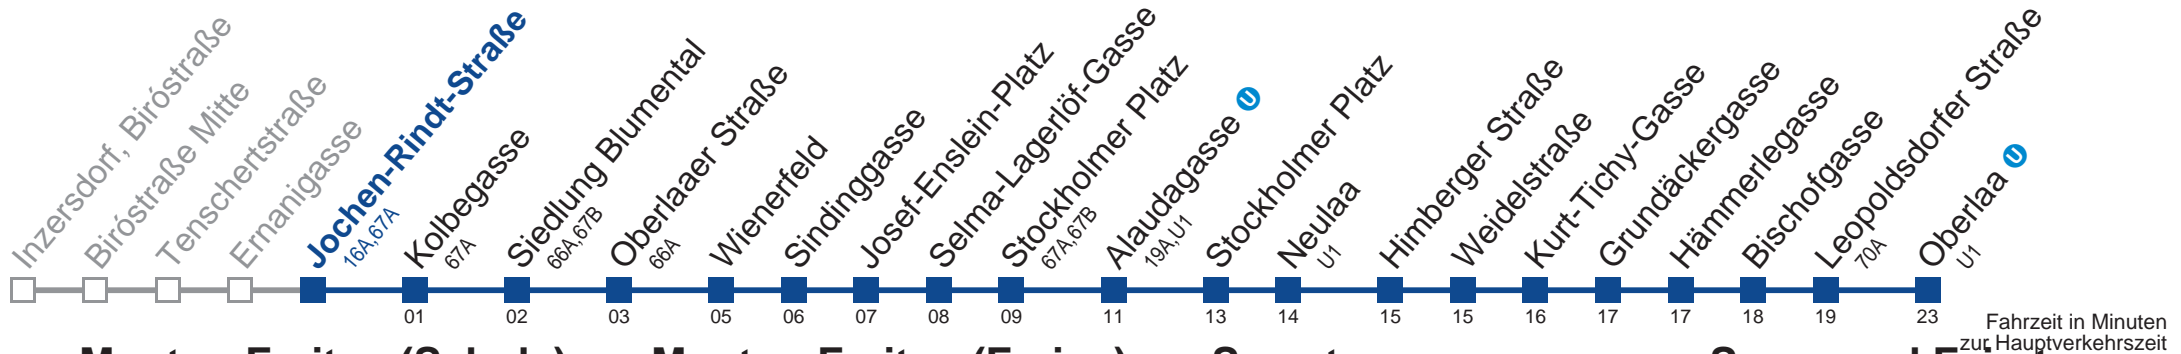 Inzersdorf, Biróstraße
Biróstraße Mitte
Tenschertstraße
Ernanigasse
Jochen-Rindt-Straße
16A,67A
Kolbegasse
67A
Siedlung Blumental
66A,67B
Oberlaaer Straße
66A
Wienerfeld
Sindinggasse
Josef-Enslein-Platz
Selma-Lagerlöf-Gasse
Stockholmer Platz
67A,67B
Alaudagasse U
19A,U1
Stockholmer Platz
Neulaa
U1
Himberger Straße
Weidelstraße
Kurt-Tichy-Gasse
Grundäckergasse
Hämmerlegasse
Bischofgasse
Leopoldsdorfer Straße
70A
Oberlaa U
U1
01 02 03 05 06 07 08 09 11 13 14 15 15 16 17 17 18 19 23
Fahrzeit in Minuten
zur Hauptverkehrszeit